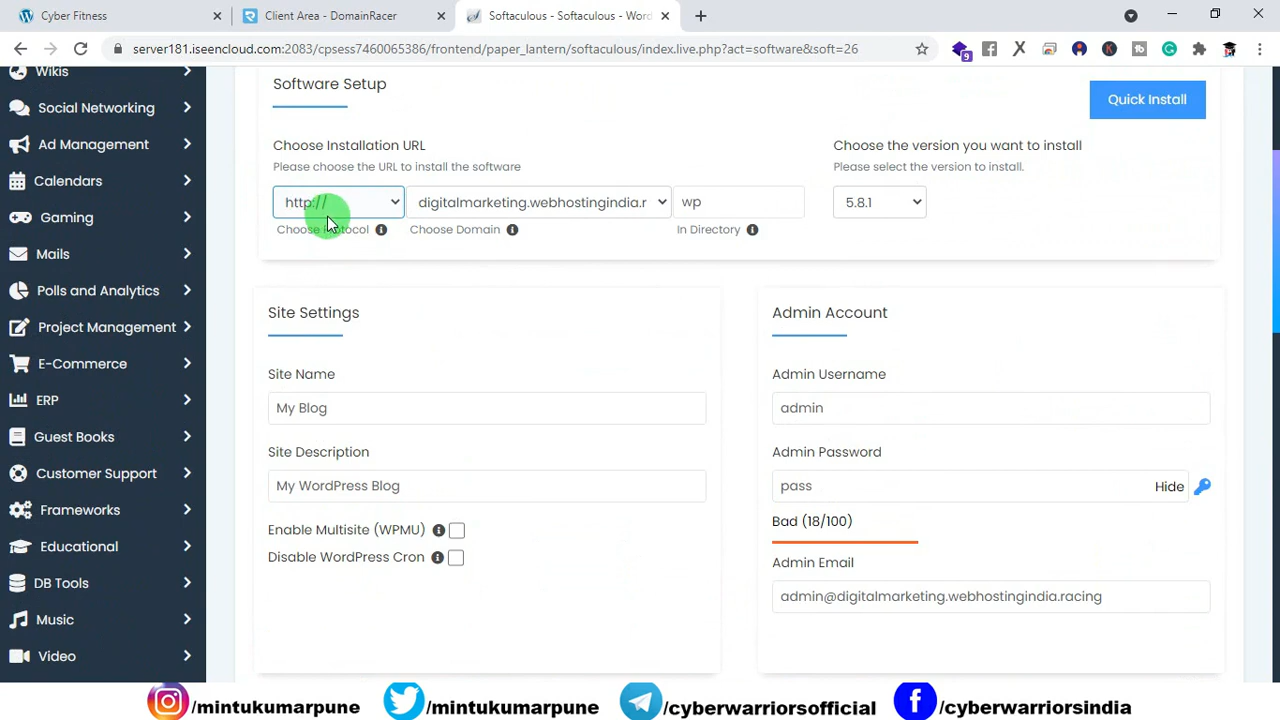 Cyber Fitness
Client Area - DomainRacer
Softaculous - Softaculous - Word
server181.iseencloud.com:2083/cpsess7460065386/frontend/paper_lantern/softaculous/index.live.php?act=software&soft=26
9
Wikis
Social Networking
Ad Management
Calendars
Gaming
Mails
Polls and Analytics
Project Management
E-Commerce
ERP
Guest Books
Customer Support
Frameworks
Educational
DB Tools
Music
Video
Software Setup
Quick Install
Choose Installation URL
Please choose the URL to install the software
http://
digitalmarketing.webhostingindia.r
wp
Choose Protocol
Choose Domain
In Directory
Choose the version you want to install
Please select the version to install.
5.8.1
Site Settings
Site Name
My Blog
Site Description
My WordPress Blog
Enable Multisite (WPMU)
Disable WordPress Cron
Admin Account
Admin Username
admin
Admin Password
pass
Hide
Bad (18/100)
Admin Email
admin@digitalmarketing.webhostingindia.racing
/mintukumarpune
/mintukumarpune
/cyberwarriorsofficial
/cyberwarriorsindia